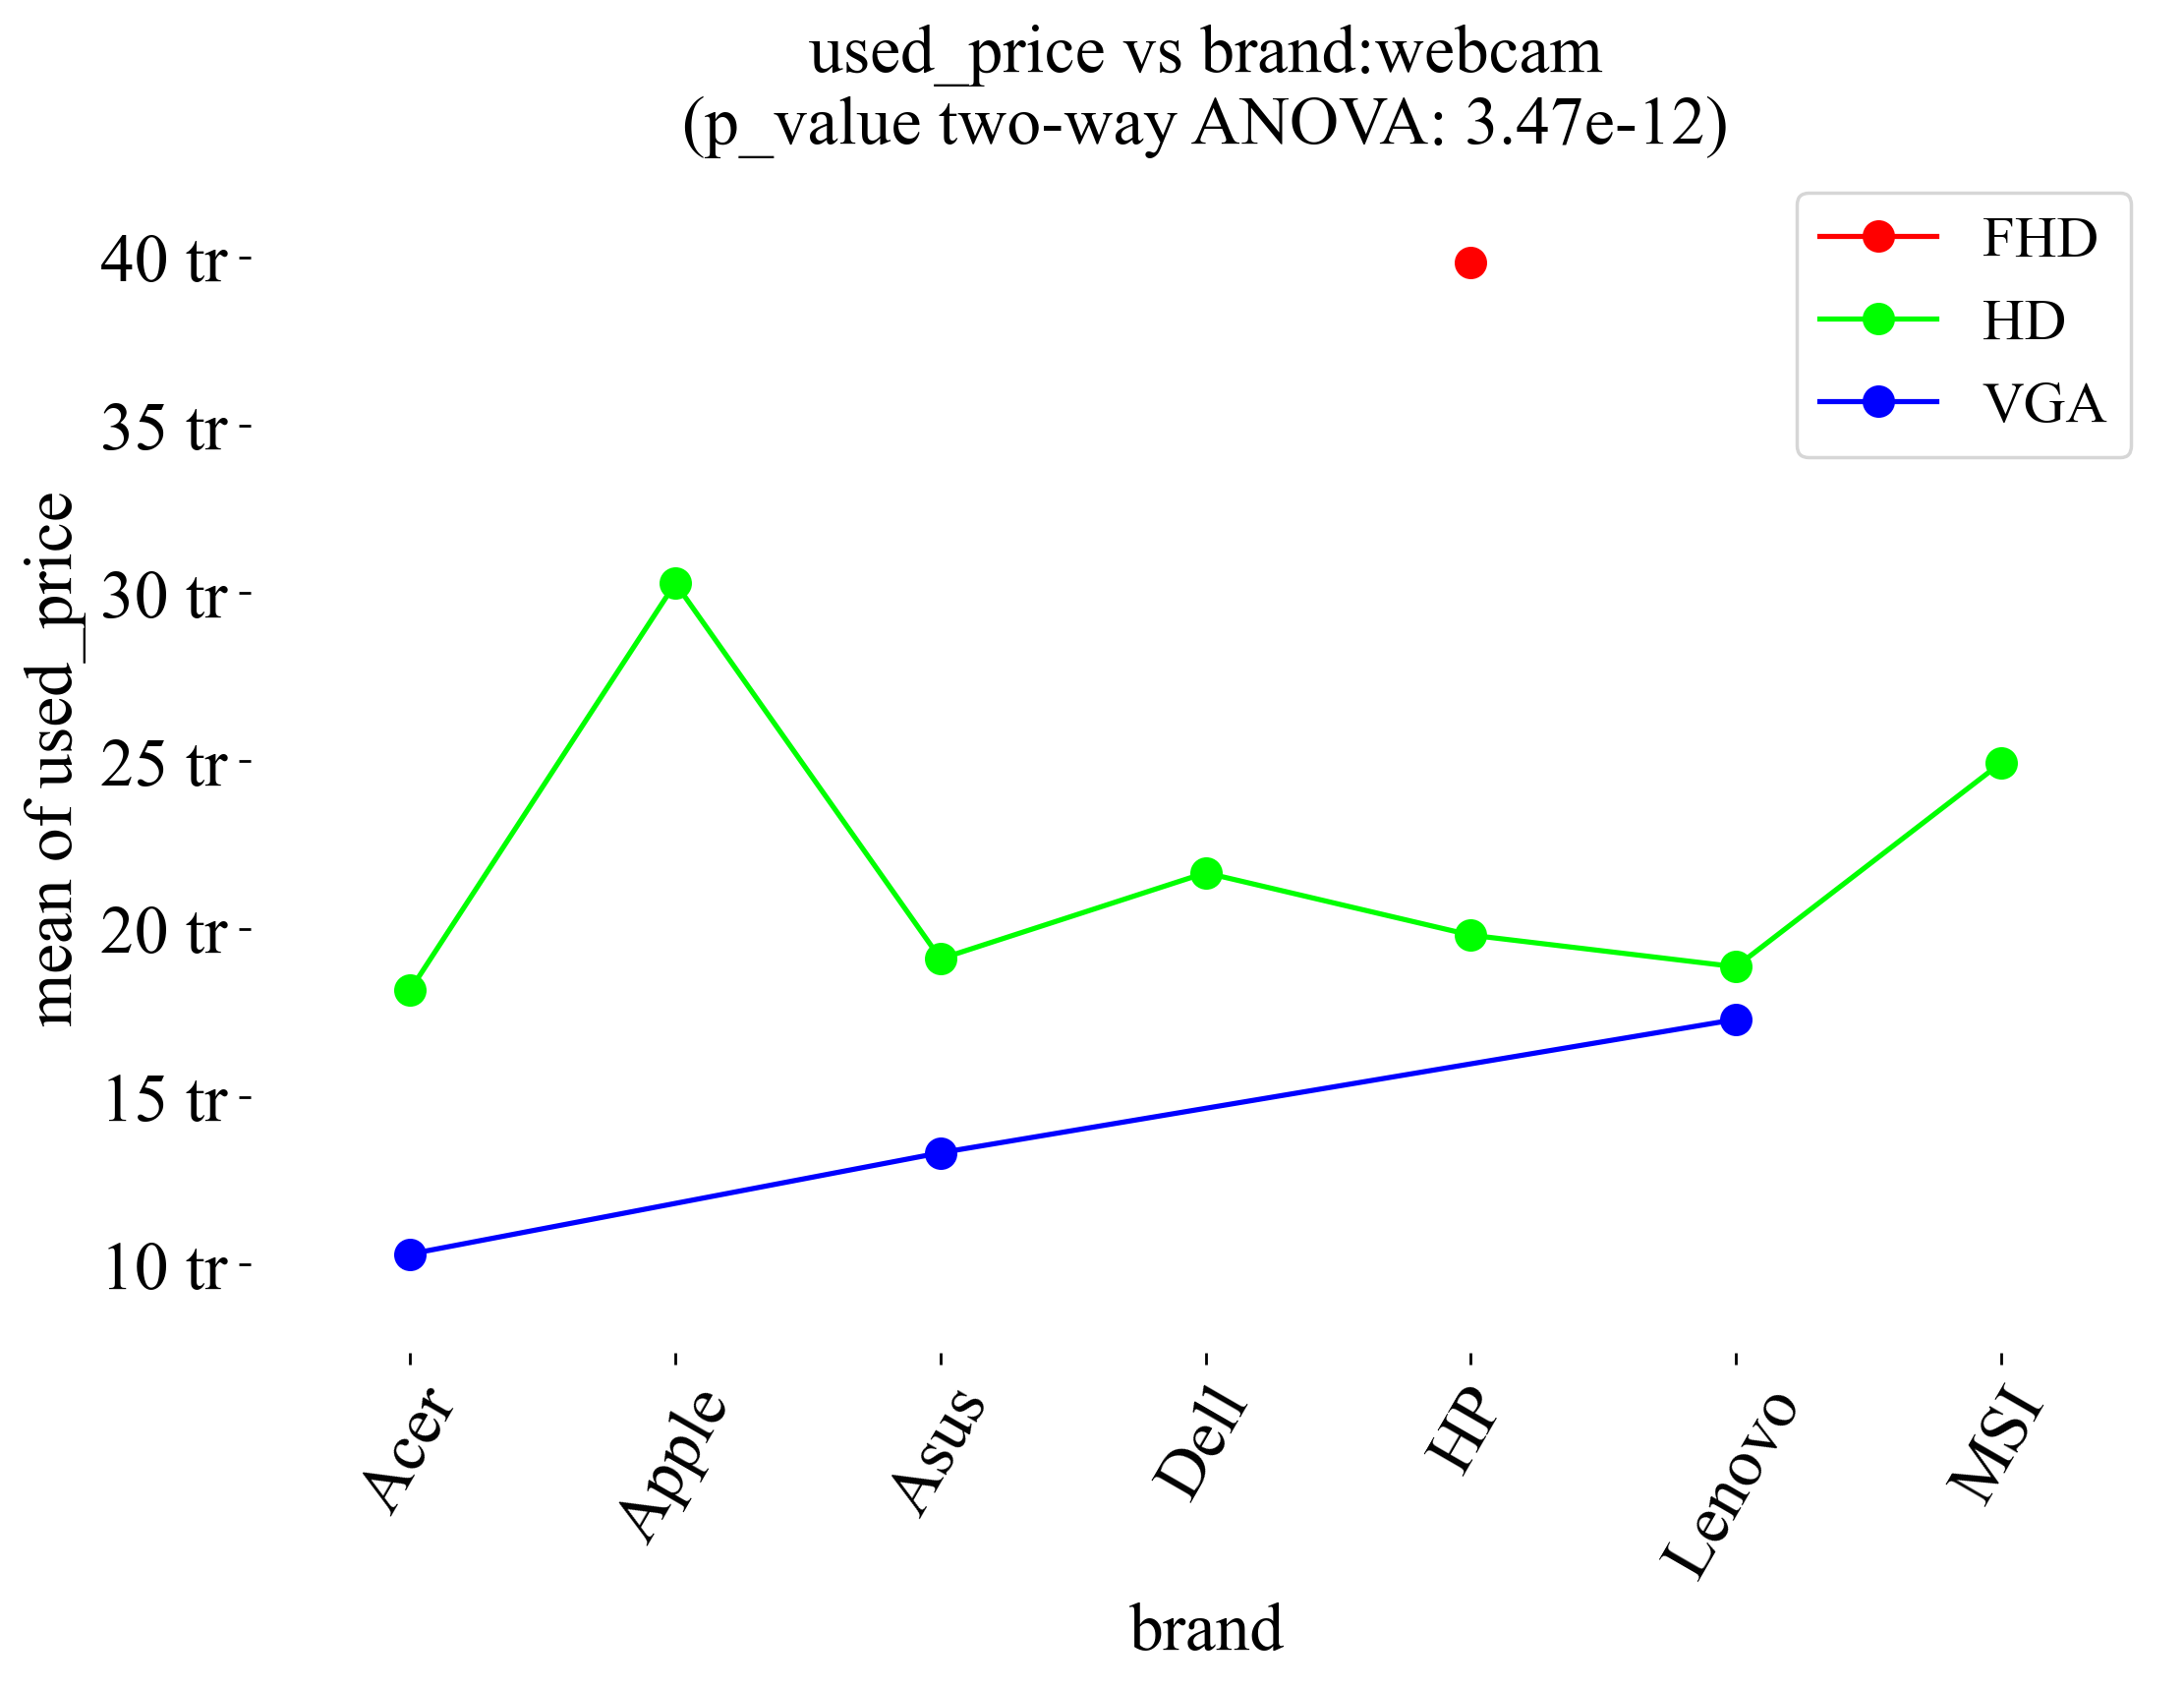 used_price vs brand:webcam
(p_value two-way ANOVA: 3.47e-12)
FHD
HD
VGA
mean of used_price
40 tr
35 tr
30 tr
25 tr
20 tr
15 tr
10 tr
Acer
Apple
Asus
Dell
HP
Lenovo
MSI
brand